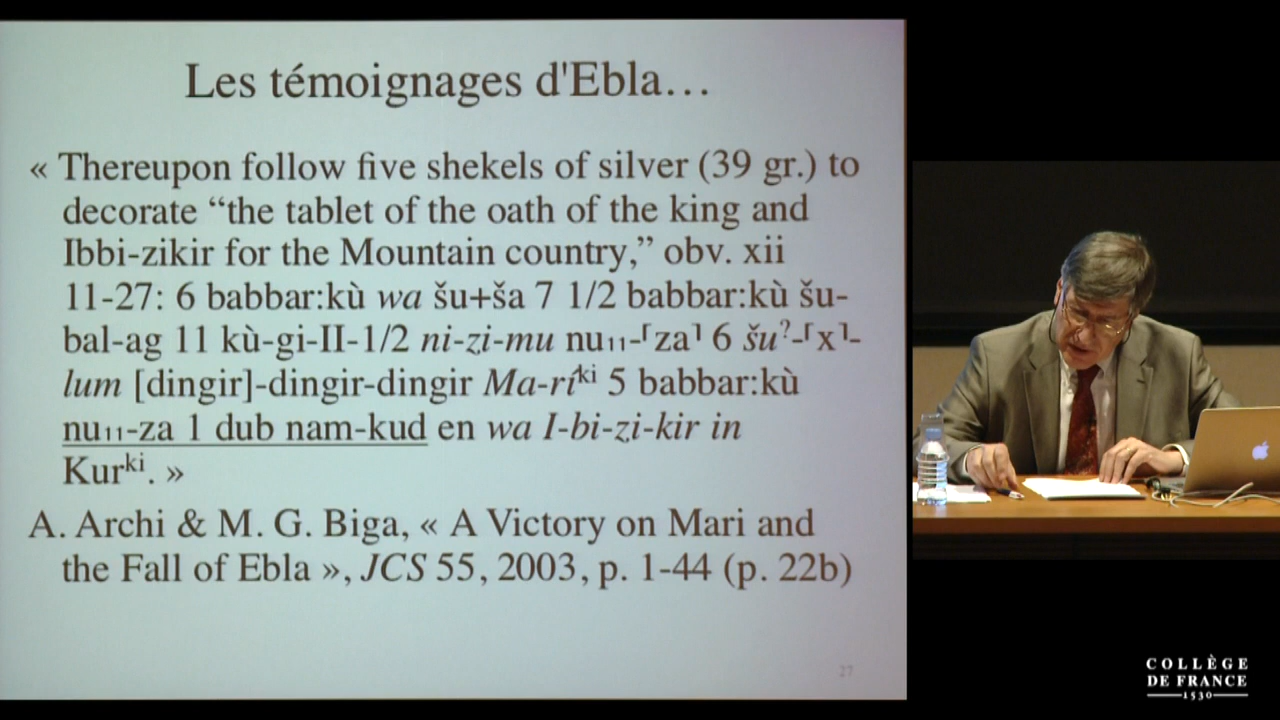 Les témoignages d'Ebla…
« Thereupon follow five shekels of silver (39 gr.) to
decorate “the tablet of the oath of the king and
Ibbi-zikir for the Mountain country,” obv. xii
11-27: 6 babbar:kù wa šu+ša 7 1/2 babbar:kù šu-
bal-ag 11 kù-gi-II-1/2 ni-zi-mu nu₁₁-⸢za⸣ 6 šu?-⸢x⸣-
lum [dingir]-dingir-dingir Ma-ríki 5 babbar:kù
nu₁₁-za 1 dub nam-kud en wa I-bi-zi-kir in
Kurki. »
A. Archi & M. G. Biga, « A Victory on Mari and
the Fall of Ebla », JCS 55, 2003, p. 1-44 (p. 22b)
27
COLLÈGE
DE FRANCE
1530